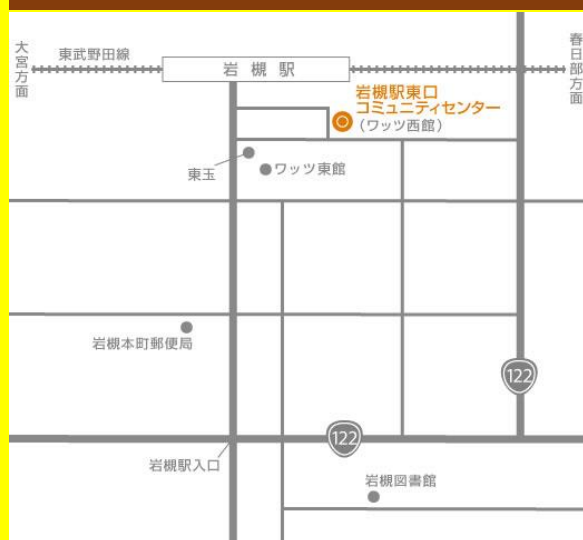 大宮方面
東武野田線
岩槻駅
春日部方面
岩槻駅東口
コミュニティセンター
（ワッツ西館）
東玉
ワッツ東館
岩槻本町郵便局
122
122
岩槻駅入口
岩槻図書館